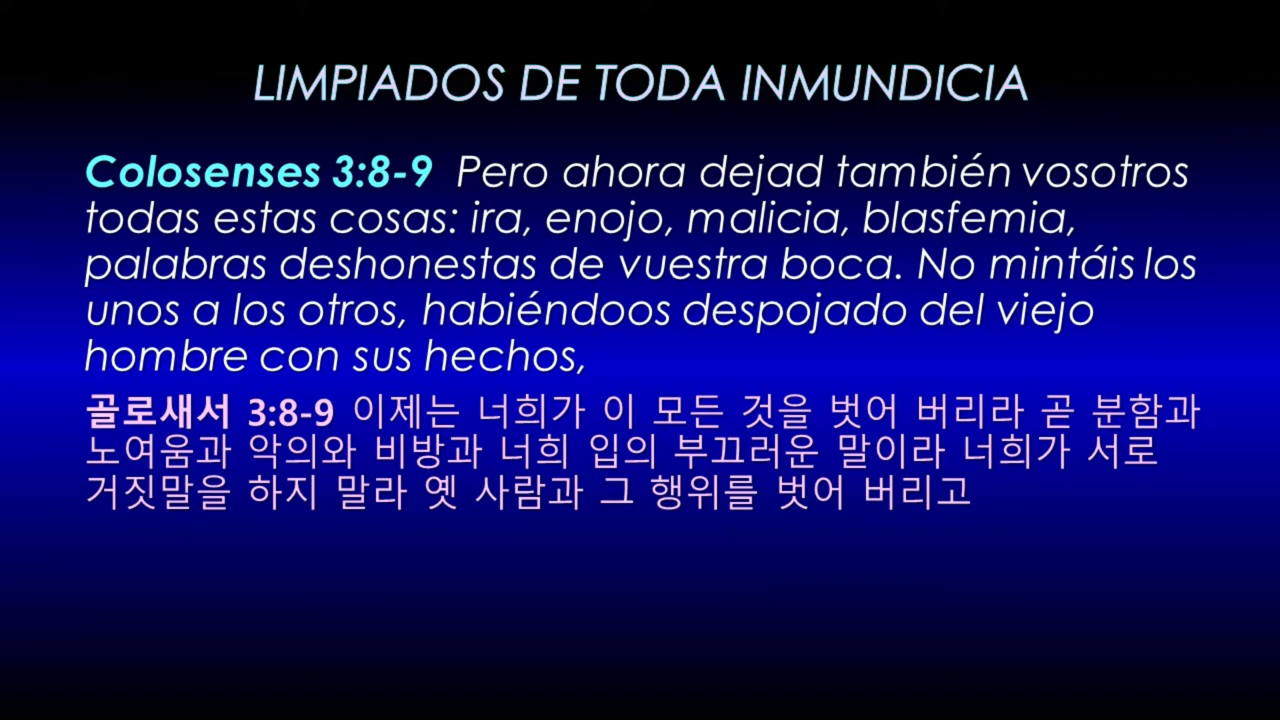 LIMPIADOS DE TODA INMUNDICIA
Colosenses 3:8-9 Pero ahora dejad también vosotros
todas estas cosas: ira, enojo, malicia, blasfemia,
palabras deshonestas de vuestra boca. No mintáis los
unos a los otros, habiéndoos despojado del viejo
hombre con sus hechos,
골로새서 3:8-9 이제는 너희가 이 모든 것을 벗어 버리라 곧 분함과
노여움과 악의와 비방과 너희 입의 부끄러운 말이라 너희가 서로
거짓말을 하지 말라 옛 사람과 그 행위를 벗어 버리고